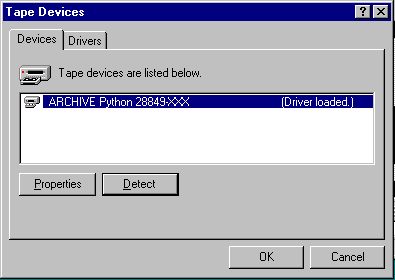 Tape Devices
Devices Drivers
Tape devices are listed below.
ARCHIVE Python 28849-XXX (Driver loaded.)
Properties Detect
OK Cancel